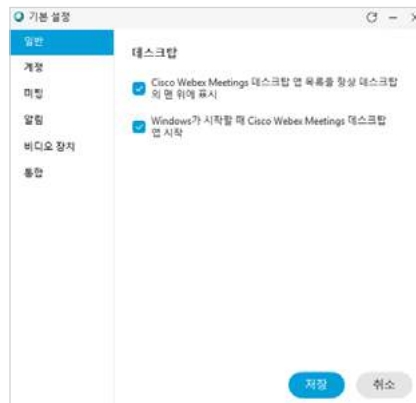 기본 설정
일반
계정
미팅
알림
비디오 장치
통합
데스크탑
Cisco Webex Meetings 데스크탑 앱 목록을 항상 데스크탑
의 맨 위에 표시
Windows가 시작할 때 Cisco Webex Meetings 데스크탑
앱 시작
저장
취소